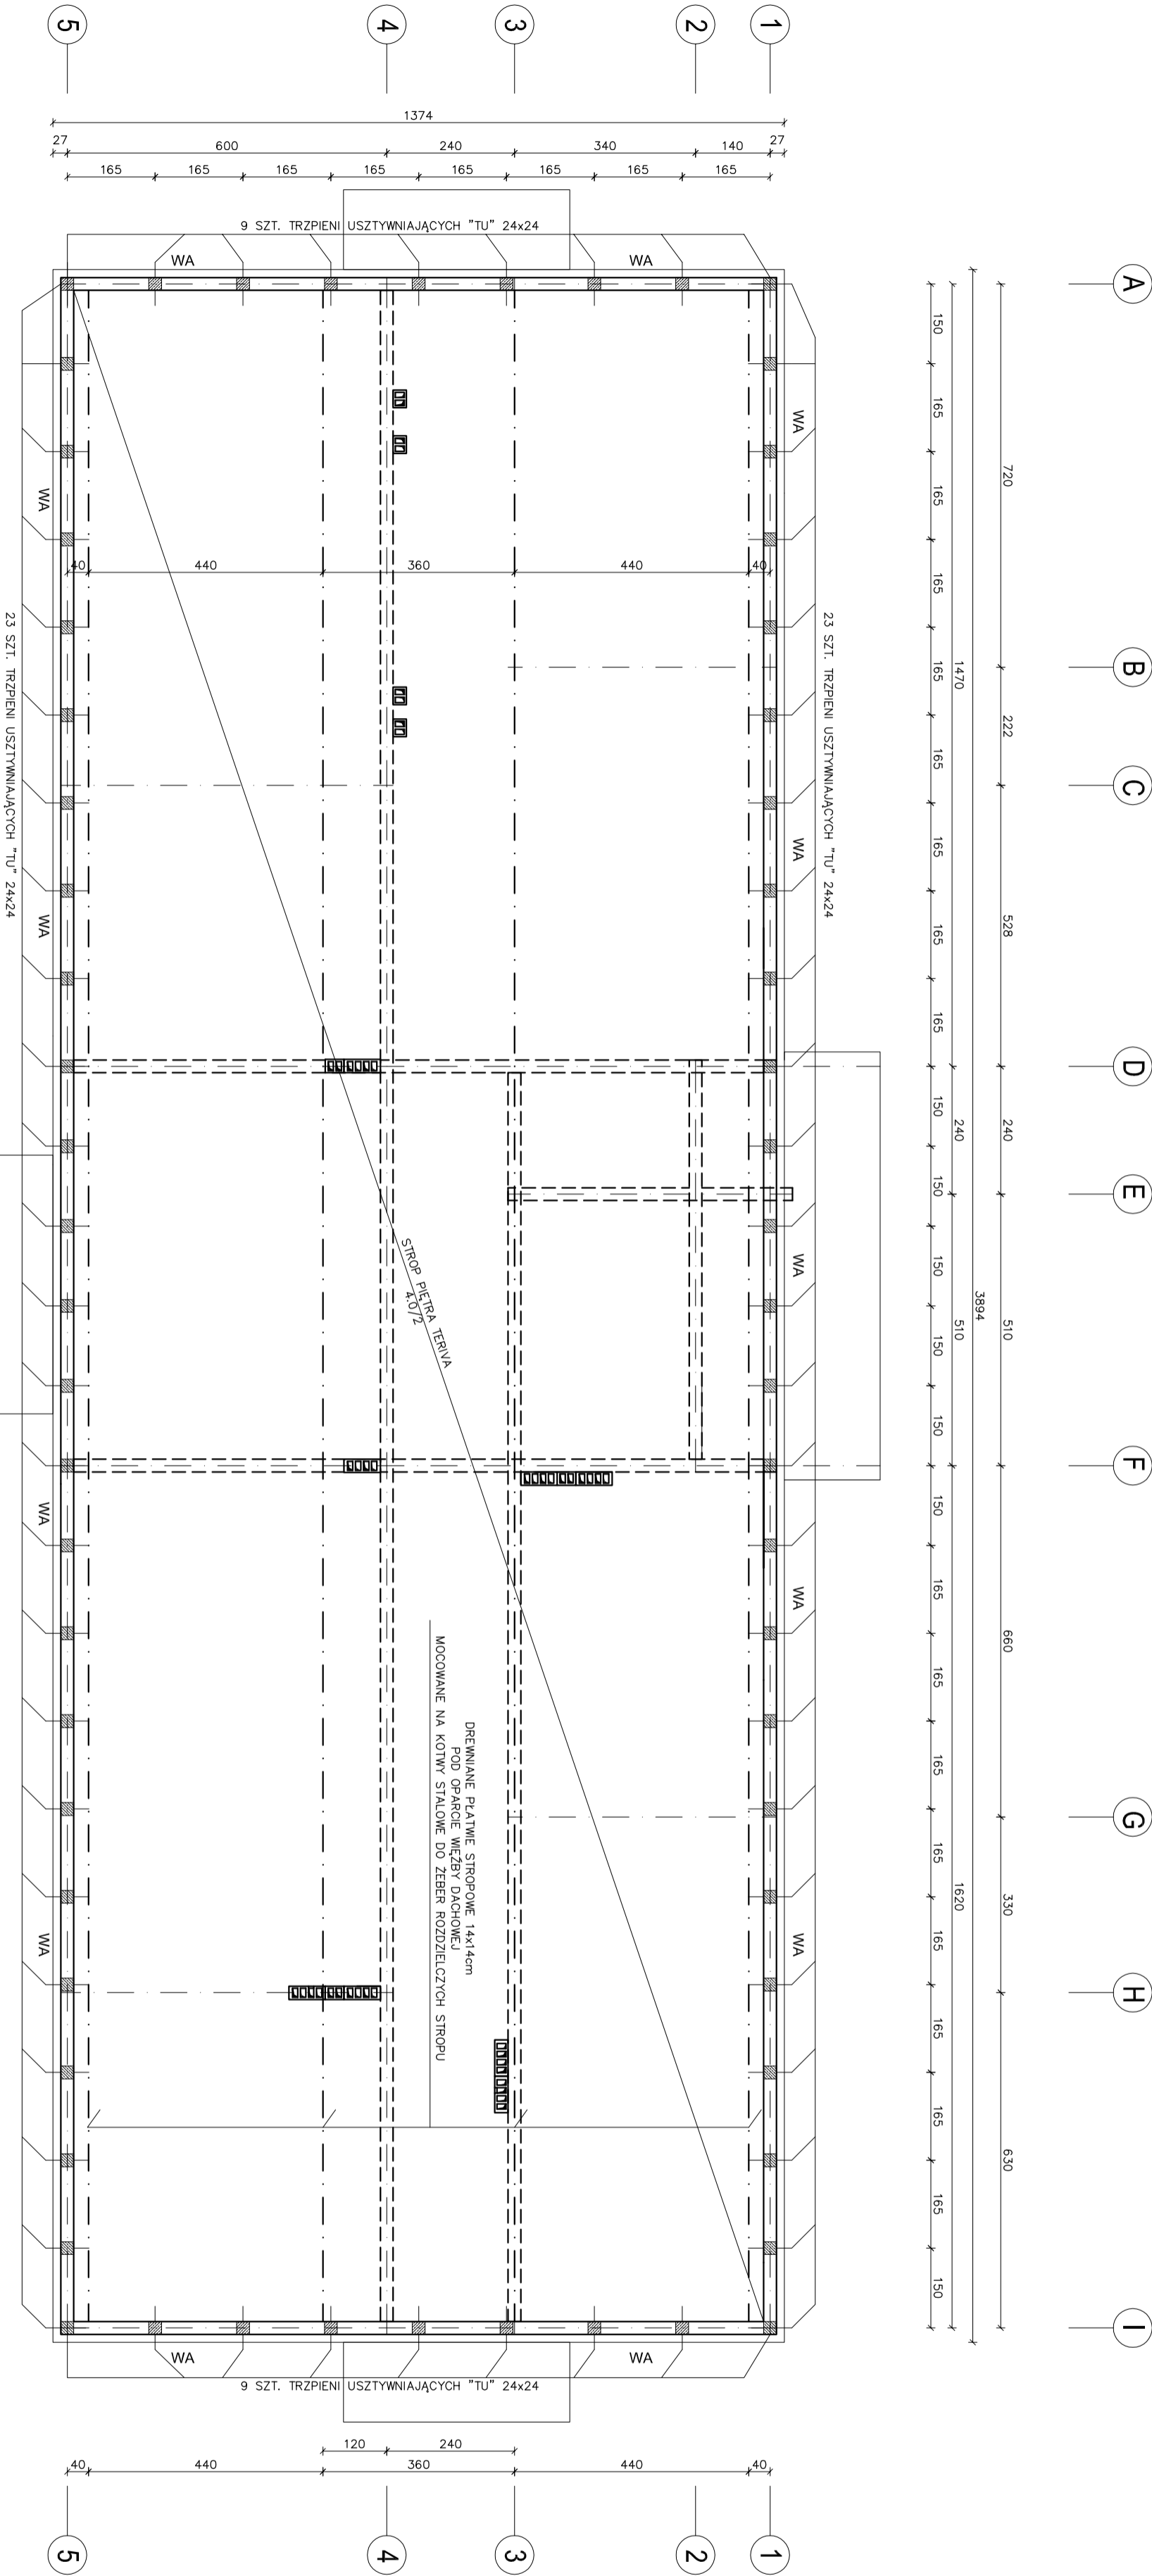 5
4
3
2
1
1374
27
600
240
340
140
27
165
165
165
165
165
165
165
165
9 SZT. TRZPIENI USZTYWNIAJĄCYCH "TU" 24x24
WA
WA
A
B
C
D
E
F
G
H
I
720
222
528
240
510
660
330
630
3894
1470
240
510
1620
150
165
165
165
165
165
165
165
165
150
150
150
150
150
150
165
165
165
165
165
165
165
165
150
23 SZT. TRZPIENI USZTYWNIAJĄCYCH "TU" 24x24
WA
WA
WA
WA
WA
40
440
360
440
40
STROP PIĘTRA TERIVA
4.0/2
DREWNIANE PŁATWIE STROPOWE 14x14cm
POD OPARCIE WIĘŹBY DACHOWEJ
MOCOWANE NA KOTWY STALOWE DO ŻEBER ROZDZIELCZYCH STROPU
WA
WA
WA
WA
23 SZT. TRZPIENI USZTYWNIAJĄCYCH "TU" 24x24
WA
WA
9 SZT. TRZPIENI USZTYWNIAJĄCYCH "TU" 24x24
120
240
40
440
360
440
40
5
4
3
2
1